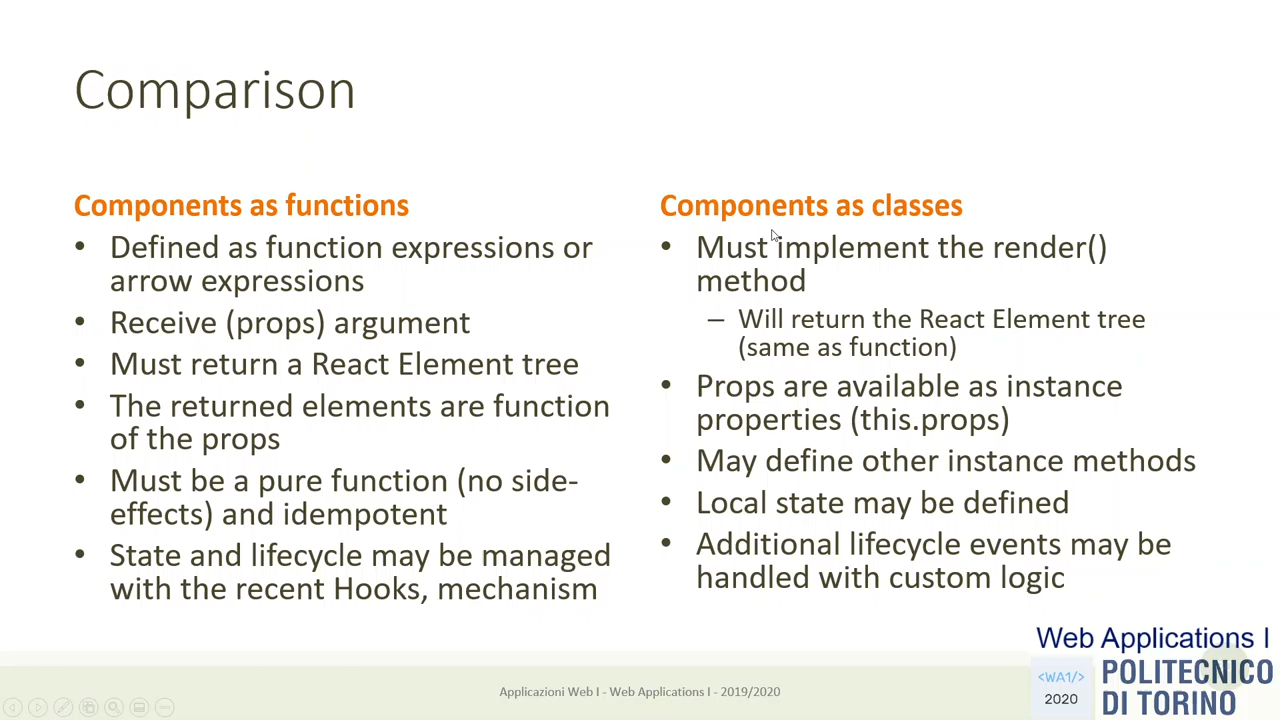 Comparison
Components as functions
• Defined as function expressions or
arrow expressions
• Receive (props) argument
• Must return a React Element tree
• The returned elements are function
of the props
• Must be a pure function (no side-
effects) and idempotent
• State and lifecycle may be managed
with the recent Hooks, mechanism
Components as classes
• Must implement the render()
method
– Will return the React Element tree
(same as function)
• Props are available as instance
properties (this.props)
• May define other instance methods
• Local state may be defined
• Additional lifecycle events may be
handled with custom logic
Applicazioni Web I - Web Applications I - 2019/2020
Web Applications I
<WA1/>
2020
POLITECNICO
DI TORINO